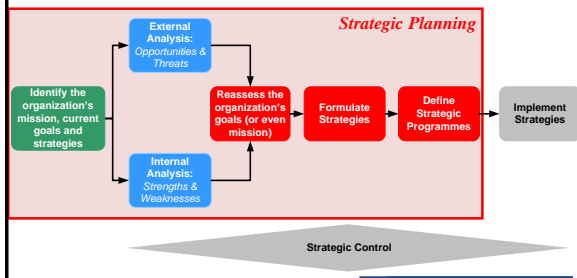 Strategic Planning
External
Analysis:
Opportunities &
Threats
Identify the
organization's
mission, current
goals and
strategies
Reassess the
organization's
goals (or even
mission)
Formulate
Strategies
Define
Strategic
Programmes
Implement
Strategies
Internal
Analysis:
Strengths &
Weaknesses
Strategic Control